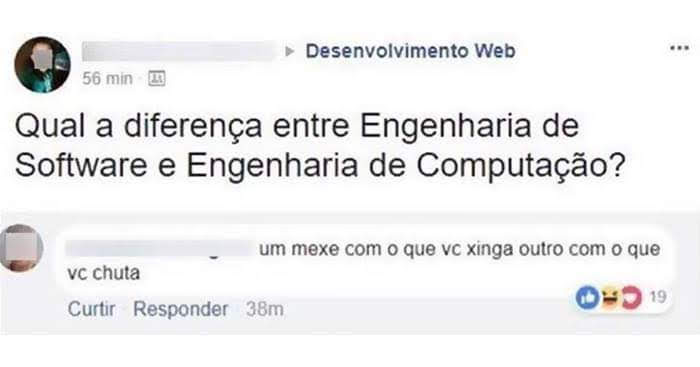 Desenvolvimento Web
56 min
Qual a diferença entre Engenharia de
Software e Engenharia de Computação?
um mexe com o que vc xinga outro com o que
vc chuta
19
Curtir Responder 38m